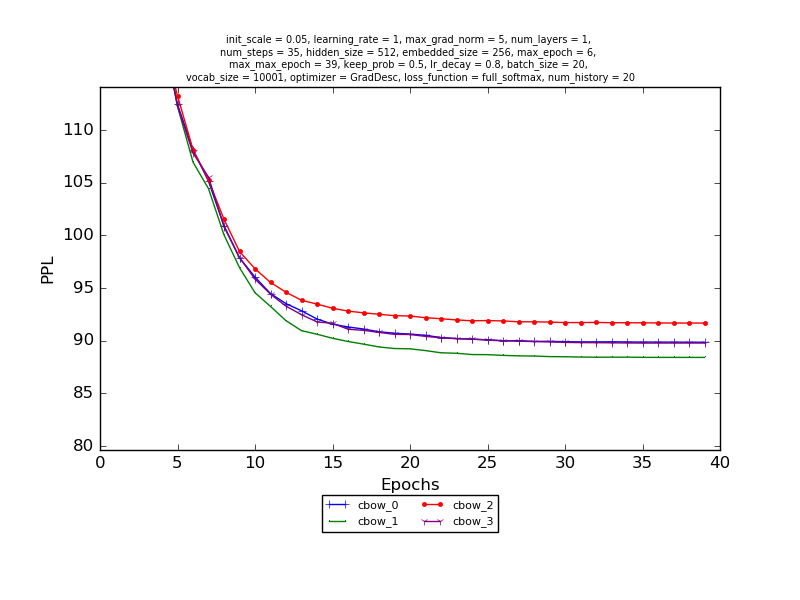 init_scale = 0.05, learning_rate = 1, max_grad_norm = 5, num_layers = 1,
num_steps = 35, hidden_size = 512, embedded_size = 256, max_epoch = 6,
max_max_epoch = 39, keep_prob = 0.5, lr_decay = 0.8, batch_size = 20,
vocab_size = 10001, optimizer = GradDesc, loss_function = full_softmax, num_history = 20
110
105
100
95
90
85
80
PPL
0 5 10 15 20 25 30 35 40
Epochs
cbow_0 cbow_2
cbow_1 cbow_3